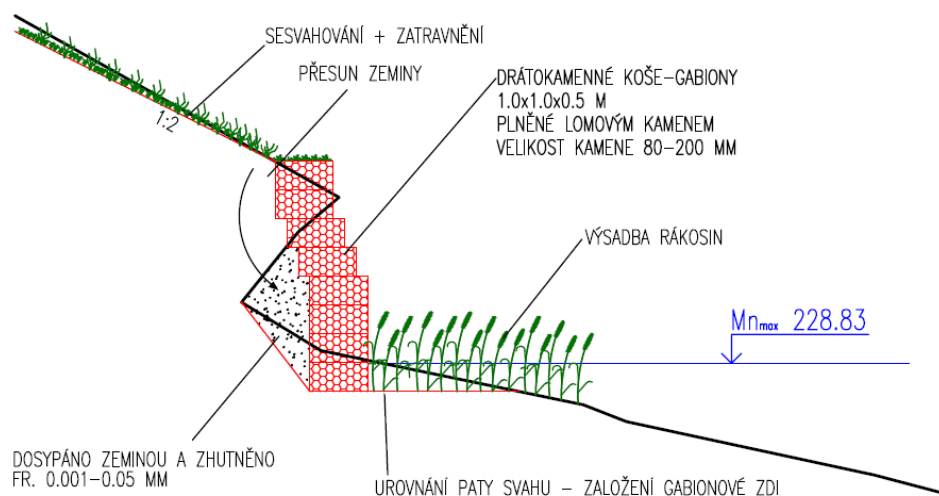 SESVAHOVÁNÍ + ZATRAVNĚNÍ
PŘESUN ZEMINY
DRÁTOKAMENNÉ KOŠE-GABIONY
1.0x1.0x0.5 M
PLNĚNÉ LOMOVÝM KAMENEM
VELIKOST KAMENE 80-200 MM
1:2
VÝSADBA RÁKOSIN
Mnmax 228.83
DOSYPÁNO ZEMINOU A ZHUTNĚNO
FR. 0.001-0.05 MM
UROVNÁNÍ PATY SVAHU - ZALOŽENÍ GABIONOVÉ ZDI